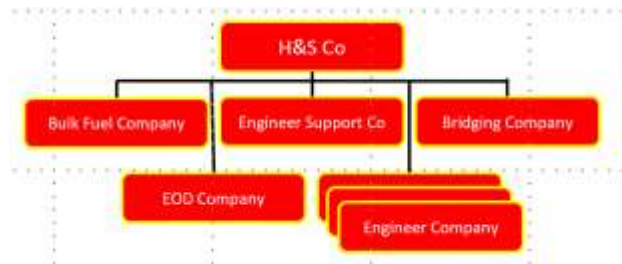 H&S Co
Bulk Fuel Company
Engineer Support Co
Bridging Company
EOD Company
Engineer Company